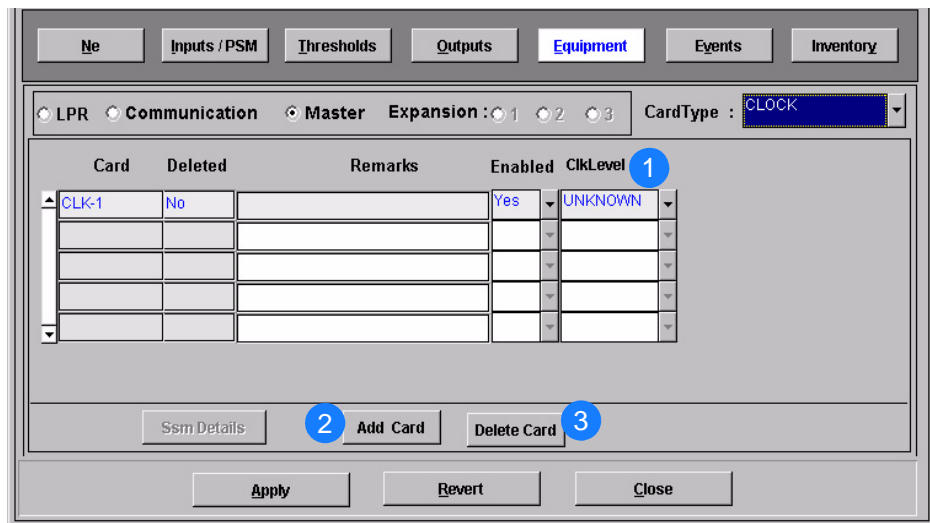 Ne Inputs / PSM Thresholds Outputs Equipment Events Inventory
LPR Communication Master Expansion : 1 2 3 CardType : CLOCK
Card Deleted Remarks Enabled ClkLevel 1
CLK-1 No Yes UNKNOWN
Ssm Details 2 Add Card Delete Card 3
Apply Revert Close